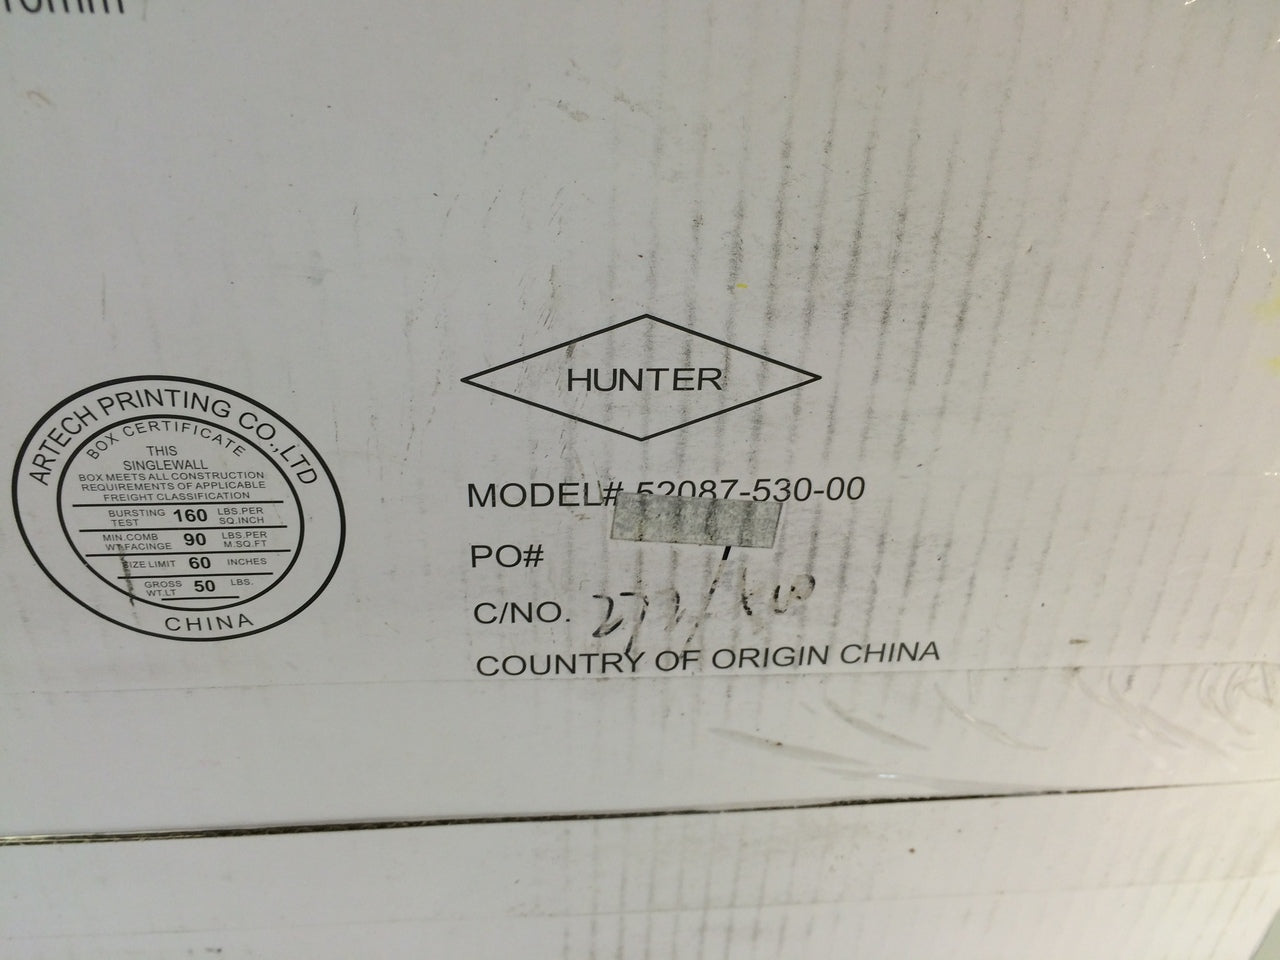 ARTECH PRINTING CO.,LTD
BOX CERTIFICATE
THIS
SINGLEWALL
BOX MEETS ALL CONSTRUCTION
REQUIREMENTS OF APPLICABLE
FREIGHT CLASSIFICATION
BURSTING TEST 160 LBS.PER SQ.INCH
MIN.COMB WT.FACINGE 90 LBS.PER M.SQ.FT
SIZE LIMIT 60 INCHES
GROSS WT.LT 50 LBS.
CHINA
HUNTER
MODEL# 52087-530-00
PO#
C/NO.
COUNTRY OF ORIGIN CHINA